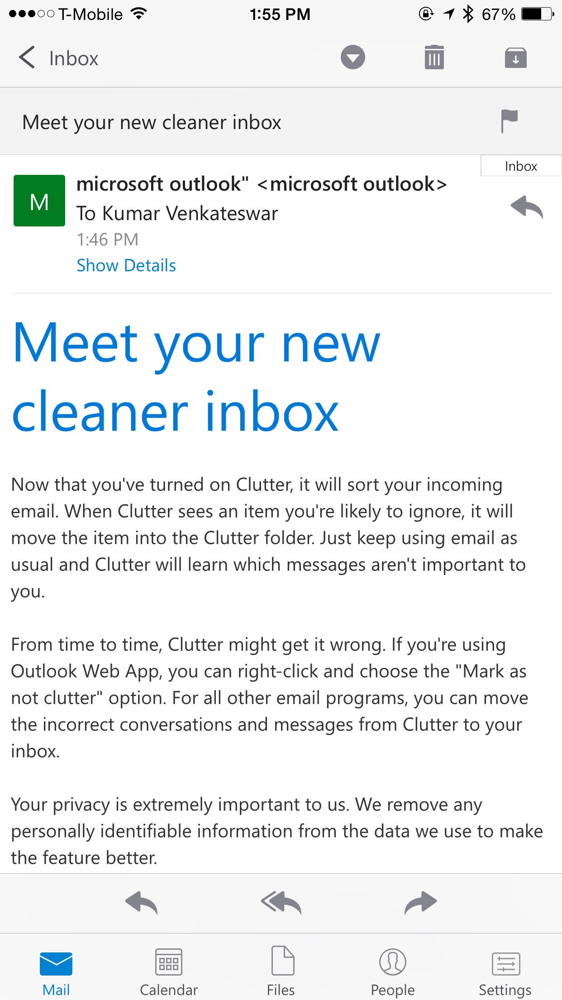 T-Mobile 1:55 PM 67%
Inbox
Meet your new cleaner inbox
Inbox
M
microsoft outlook" <microsoft outlook>
To Kumar Venkateswar
1:46 PM
Show Details
Meet your new
cleaner inbox
Now that you've turned on Clutter, it will sort your incoming
email. When Clutter sees an item you're likely to ignore, it will
move the item into the Clutter folder. Just keep using email as
usual and Clutter will learn which messages aren't important to
you.
From time to time, Clutter might get it wrong. If you're using
Outlook Web App, you can right-click and choose the "Mark as
not clutter" option. For all other email programs, you can move
the incorrect conversations and messages from Clutter to your
inbox.
Your privacy is extremely important to us. We remove any
personally identifiable information from the data we use to make
the feature better.
Mail Calendar Files People Settings